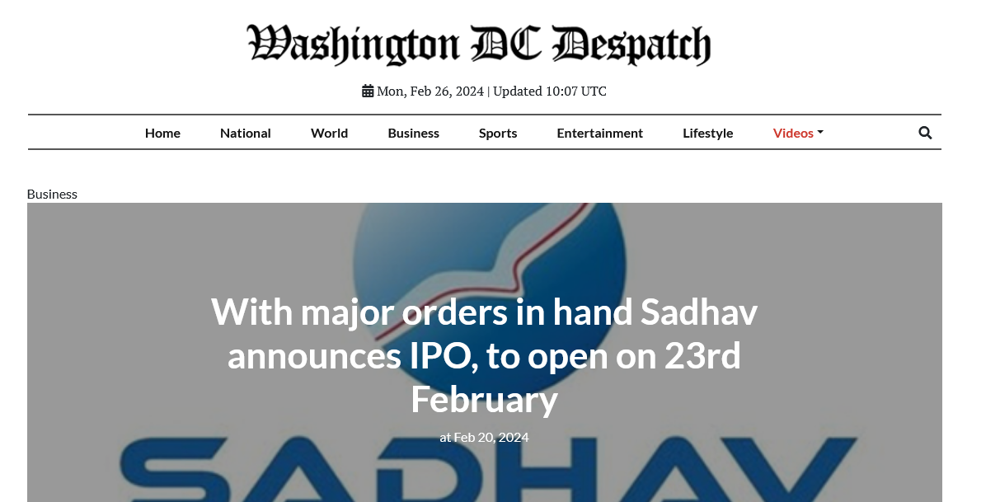 Washington DC Despatch
Mon, Feb 26, 2024 | Updated 10:07 UTC
Home National World Business Sports Entertainment Lifestyle Videos
Business
With major orders in hand Sadhav
announces IPO, to open on 23rd
February
at Feb 20, 2024
SADHAV